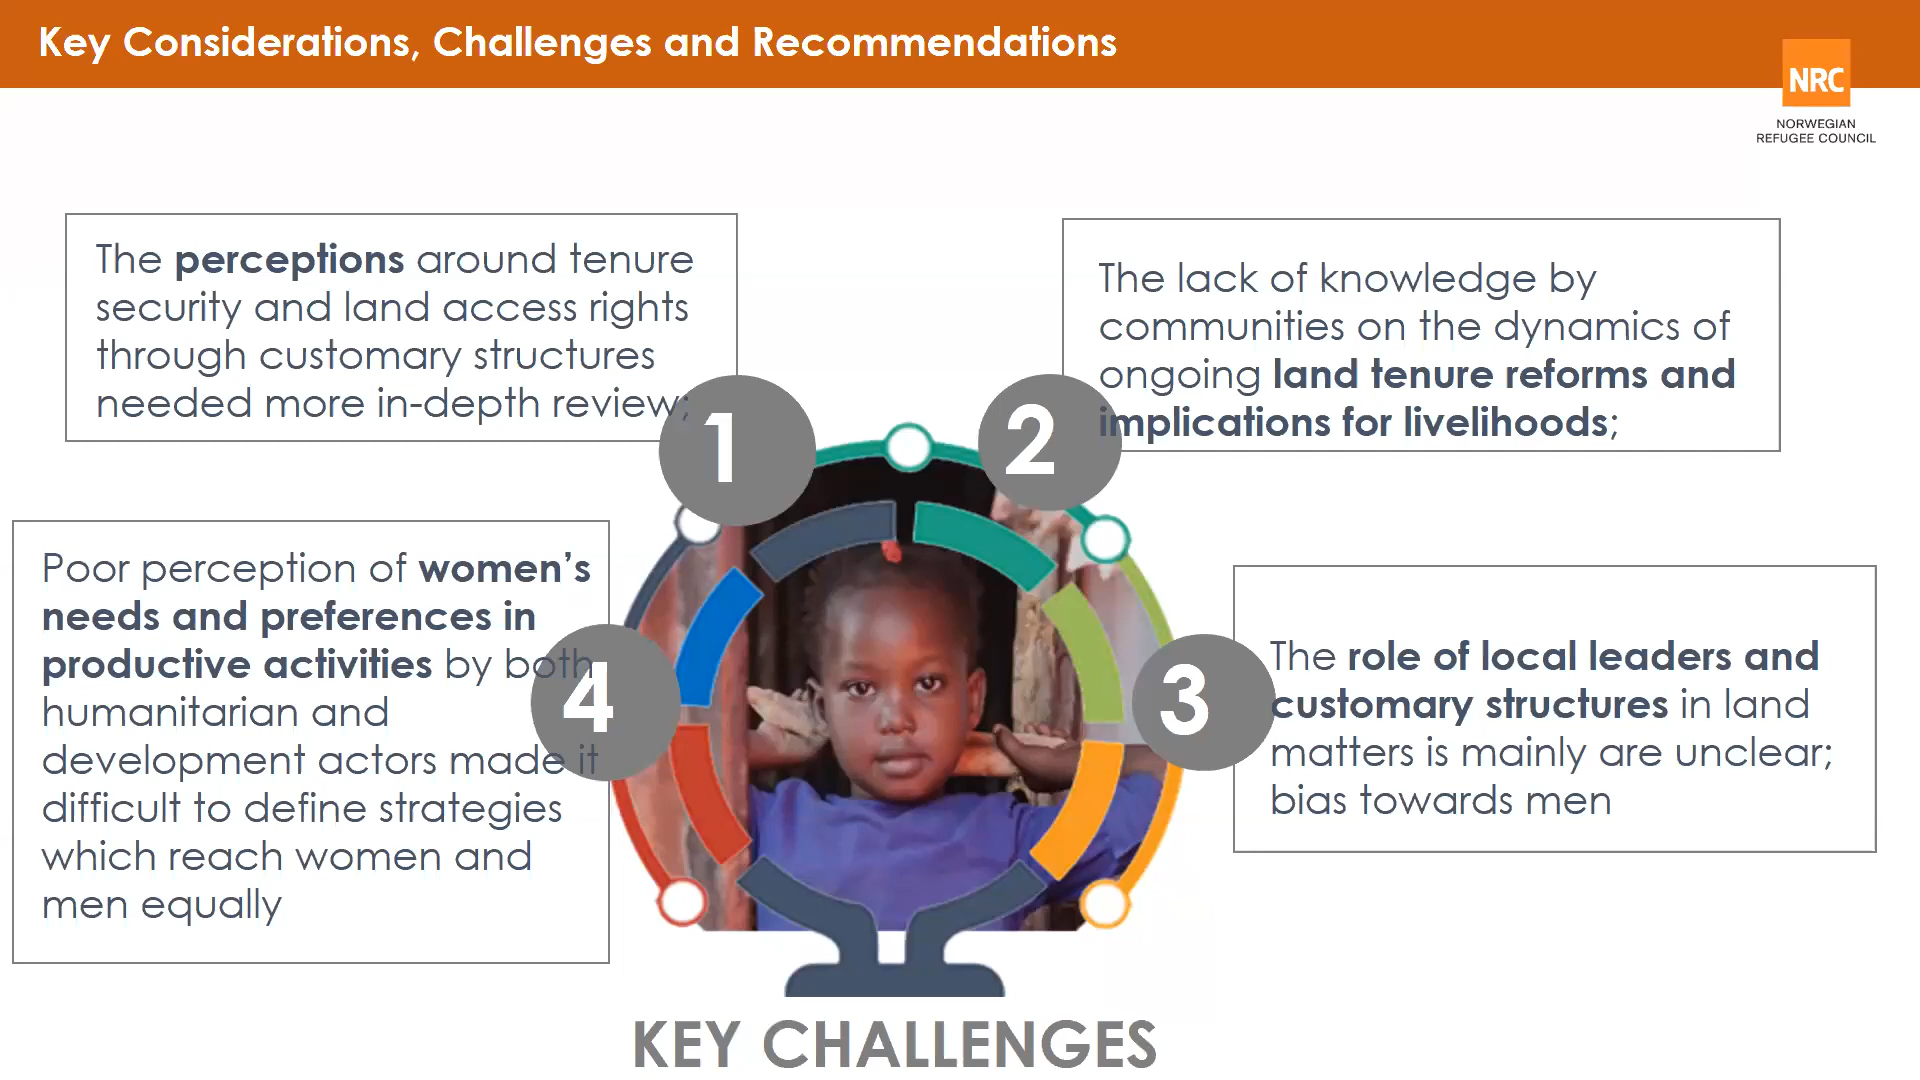 Key Considerations, Challenges and Recommendations
NRC
NORWEGIAN
REFUGEE COUNCIL
The perceptions around tenure
security and land access rights
through customary structures
needed more in-depth review;
1
2
The lack of knowledge by
communities on the dynamics of
ongoing land tenure reforms and
implications for livelihoods;
3
The role of local leaders and
customary structures in land
matters is mainly are unclear;
bias towards men
4
Poor perception of women’s
needs and preferences in
productive activities by both
humanitarian and
development actors made it
difficult to define strategies
which reach women and
men equally
KEY CHALLENGES